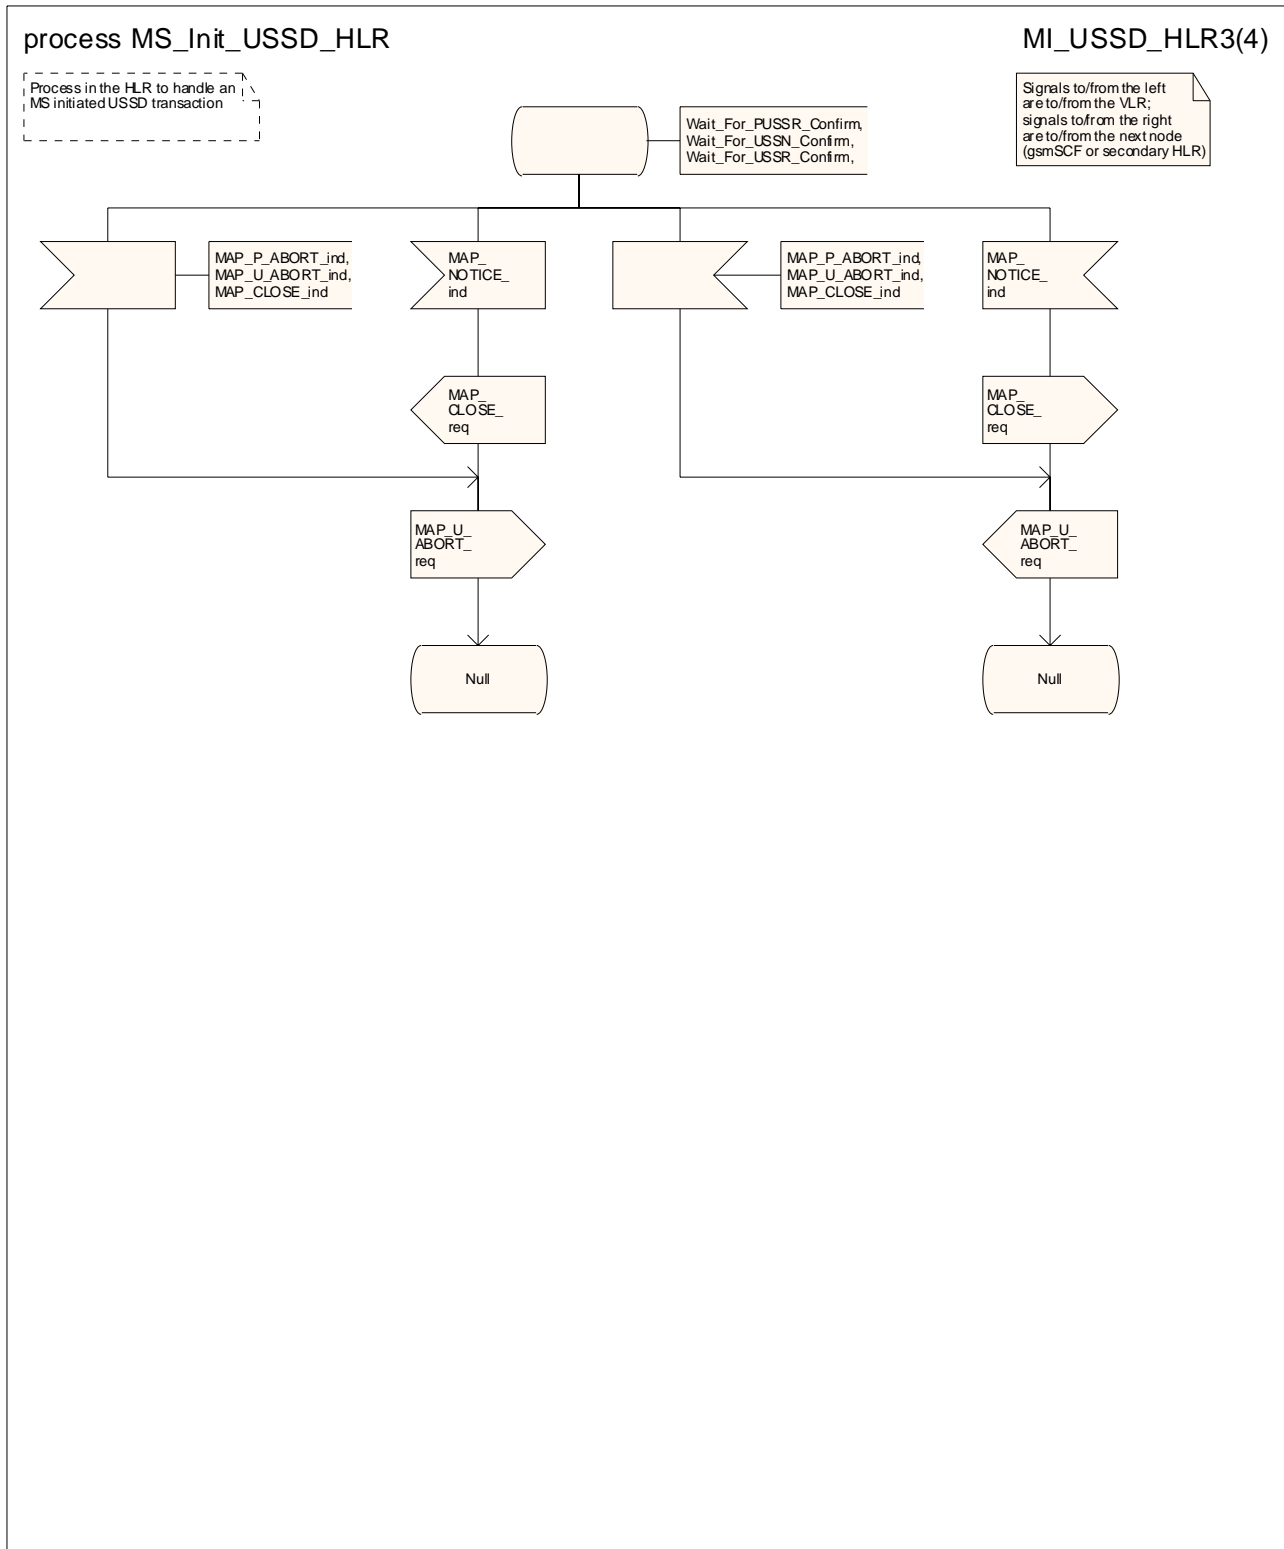 process MS_Init_USSD_HLR
MI_USSD_HLR3(4)
Process in the HLR to handle an
MS initiated USSD transaction
Signals to/from the left
are to/from the VLR;
signals to/from the right
are to/from the next node
(gsmSCF or secondary HLR)
Wait_For_PUSSR_Confirm,
Wait_For_USSN_Confirm,
Wait_For_USSR_Confirm,
MAP_P_ABORT_ind,
MAP_U_ABORT_ind,
MAP_CLOSE_ind
MAP_
NOTICE_
ind
MAP_P_ABORT_ind,
MAP_U_ABORT_ind,
MAP_CLOSE_ind
MAP_
NOTICE_
ind
MAP_
CLOSE_
req
MAP_
CLOSE_
req
MAP_U_
ABORT_
req
MAP_U_
ABORT_
req
Null
Null